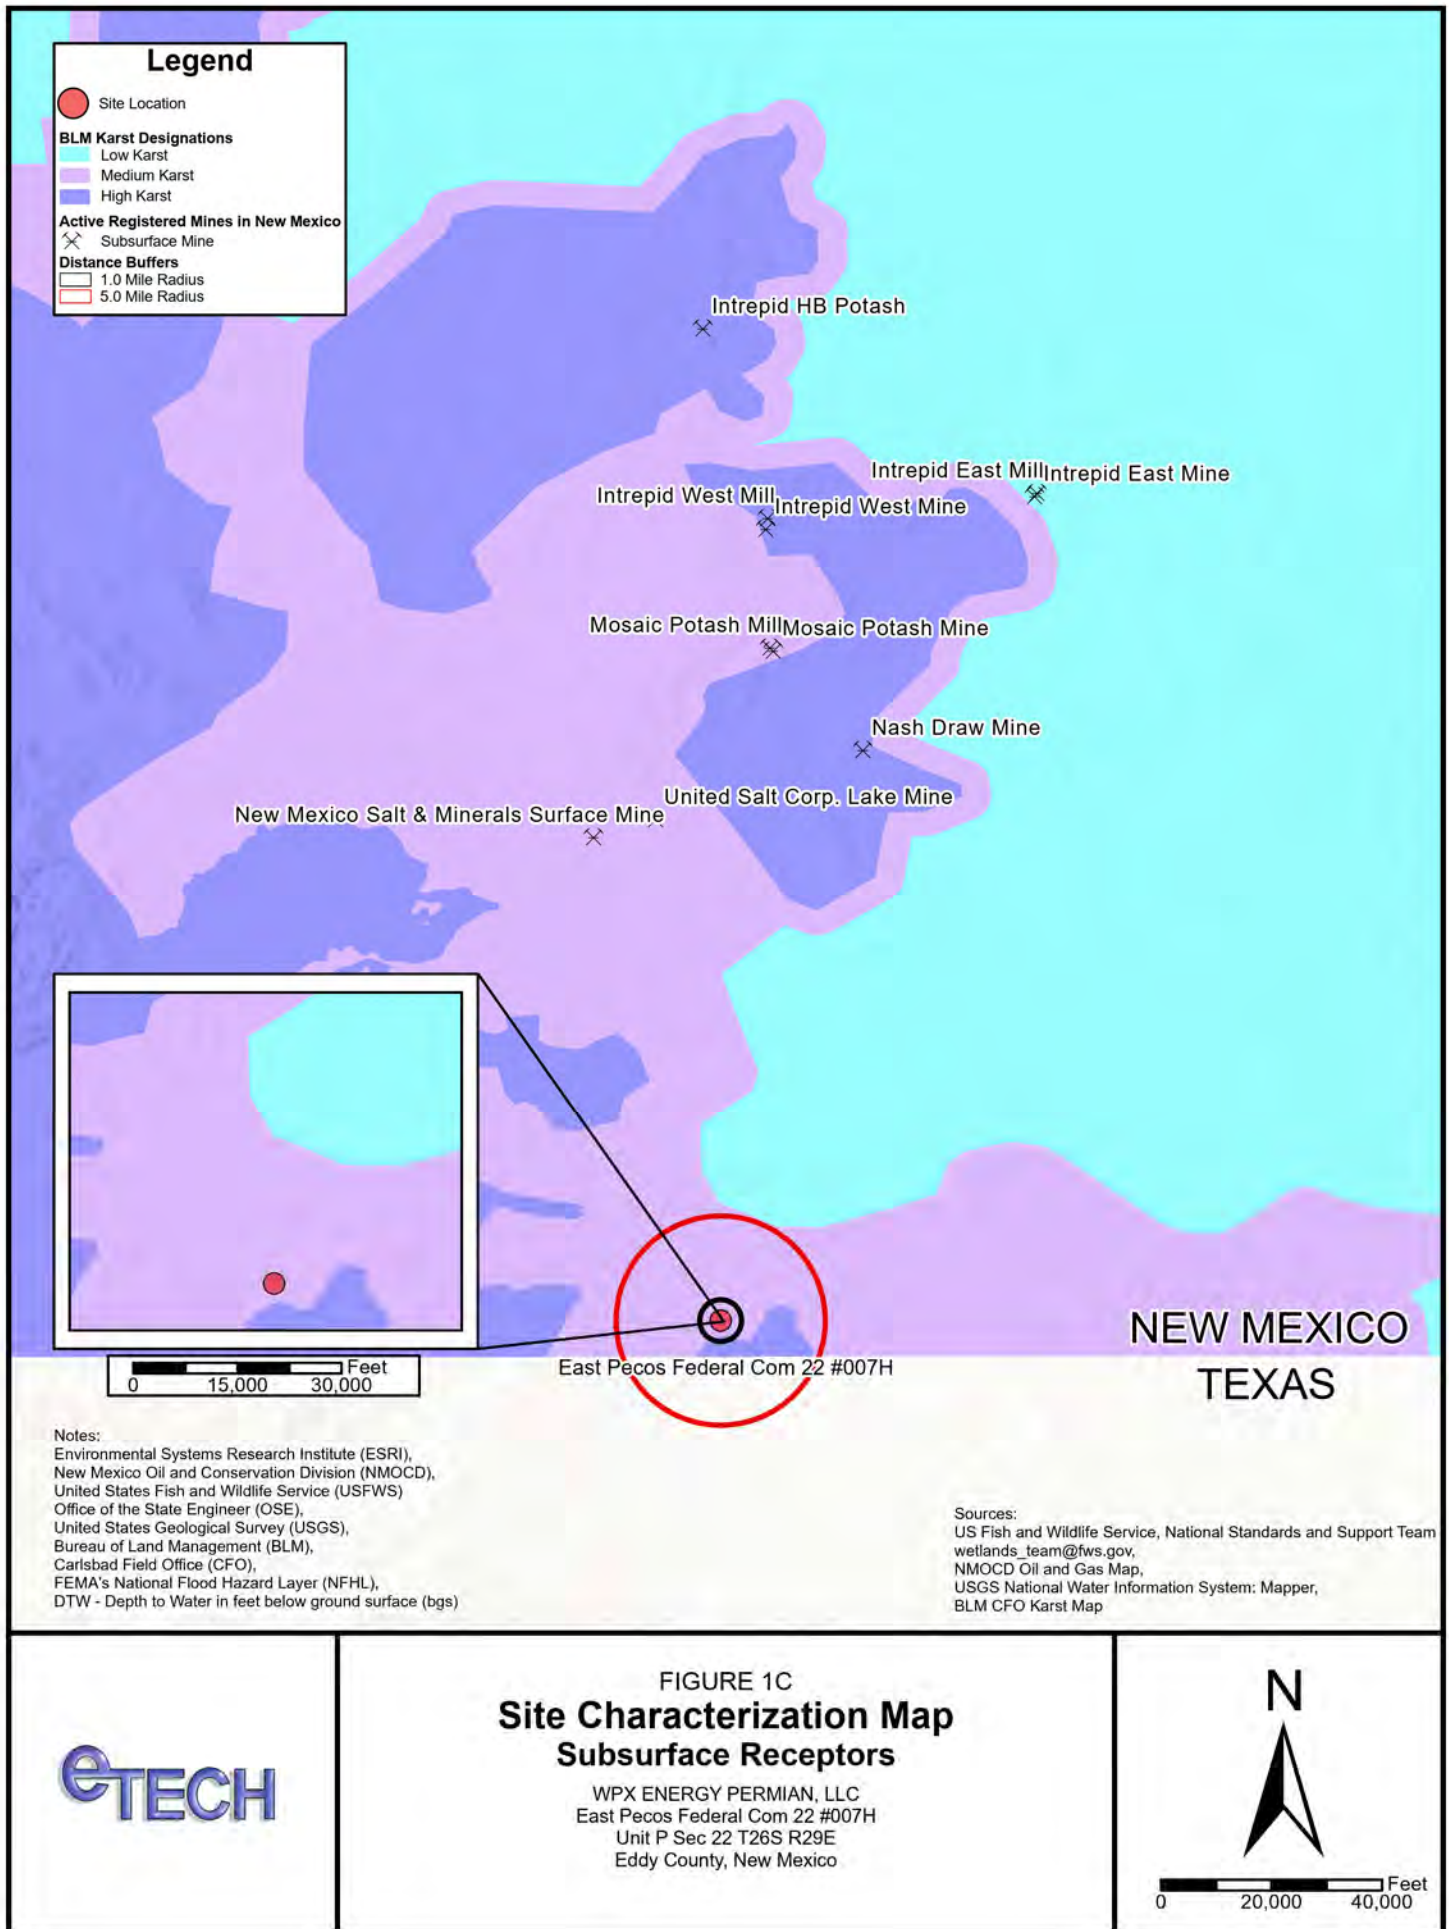 Legend
Site Location
BLM Karst Designations
Low Karst
Medium Karst
High Karst
Active Registered Mines in New Mexico
Subsurface Mine
Distance Buffers
1.0 Mile Radius
5.0 Mile Radius
Intrepid HB Potash
Intrepid East Mill
Intrepid East Mine
Intrepid West Mill
Intrepid West Mine
Mosaic Potash Mill
Mosaic Potash Mine
Nash Draw Mine
United Salt Corp. Lake Mine
New Mexico Salt & Minerals Surface Mine
NEW MEXICO
TEXAS
East Pecos Federal Com 22 #007H
Feet
0 15,000 30,000
Notes:
Environmental Systems Research Institute (ESRI),
New Mexico Oil and Conservation Division (NMOCD),
United States Fish and Wildlife Service (USFWS)
Office of the State Engineer (OSE),
United States Geological Survey (USGS),
Bureau of Land Management (BLM),
Carlsbad Field Office (CFO),
FEMA's National Flood Hazard Layer (NFHL),
DTW - Depth to Water in feet below ground surface (bgs)
Sources:
US Fish and Wildlife Service, National Standards and Support Team
wetlands_team@fws.gov,
NMOCD Oil and Gas Map,
USGS National Water Information System: Mapper,
BLM CFO Karst Map
eTECH
FIGURE 1C
Site Characterization Map
Subsurface Receptors
WPX ENERGY PERMIAN, LLC
East Pecos Federal Com 22 #007H
Unit P Sec 22 T26S R29E
Eddy County, New Mexico
N
Feet
0 20,000 40,000